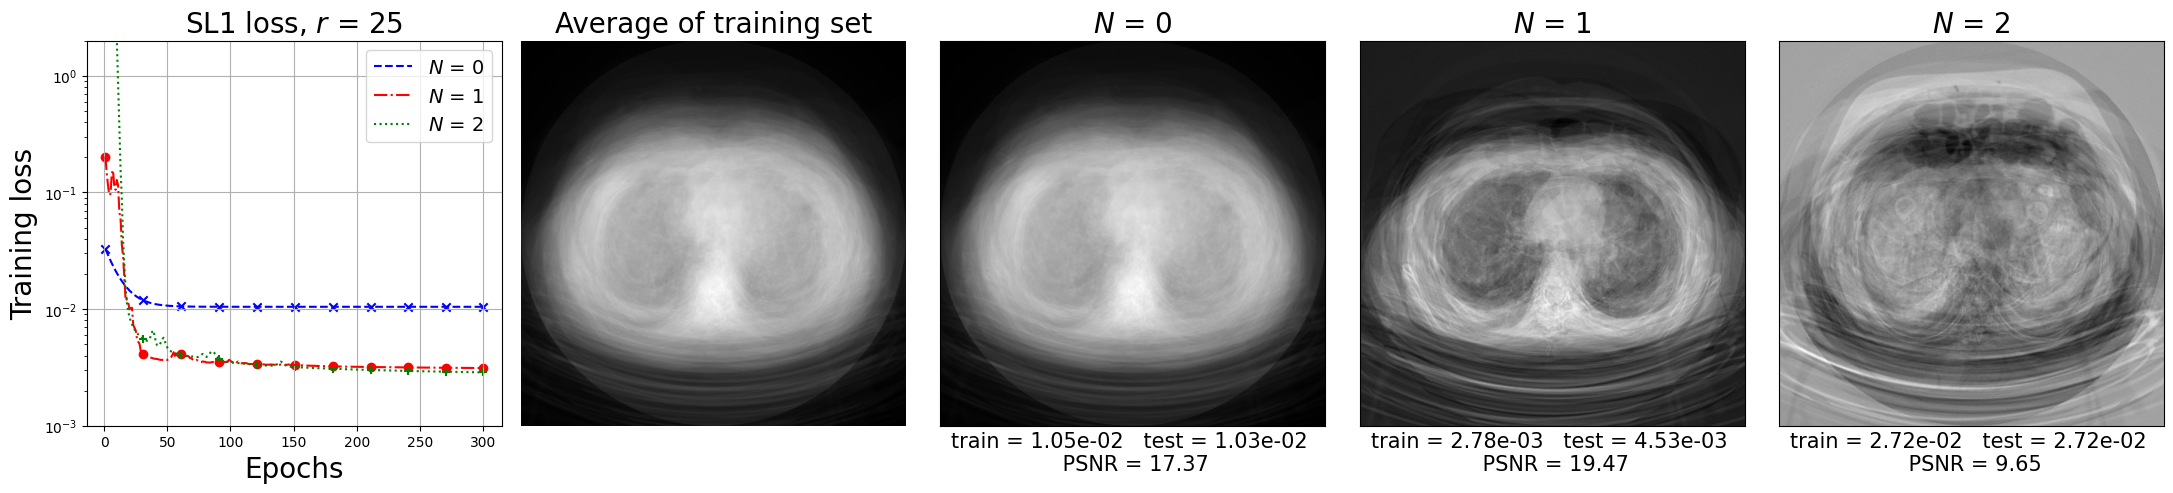 SL1 loss, r = 25
Average of training set
N = 0
N = 1
N = 2
Training loss
10⁰
10⁻¹
10⁻²
10⁻³
N = 0
N = 1
N = 2
0 50 100 150 200 250 300
Epochs
train = 1.05e-02 test = 1.03e-02
PSNR = 17.37
train = 2.78e-03 test = 4.53e-03
PSNR = 19.47
train = 2.72e-02 test = 2.72e-02
PSNR = 9.65